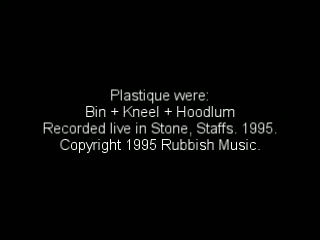 Plastique were:
Bin + Kneel + Hoodlum
Recorded live in Stone, Staffs. 1995.
Copyright 1995 Rubbish Music.